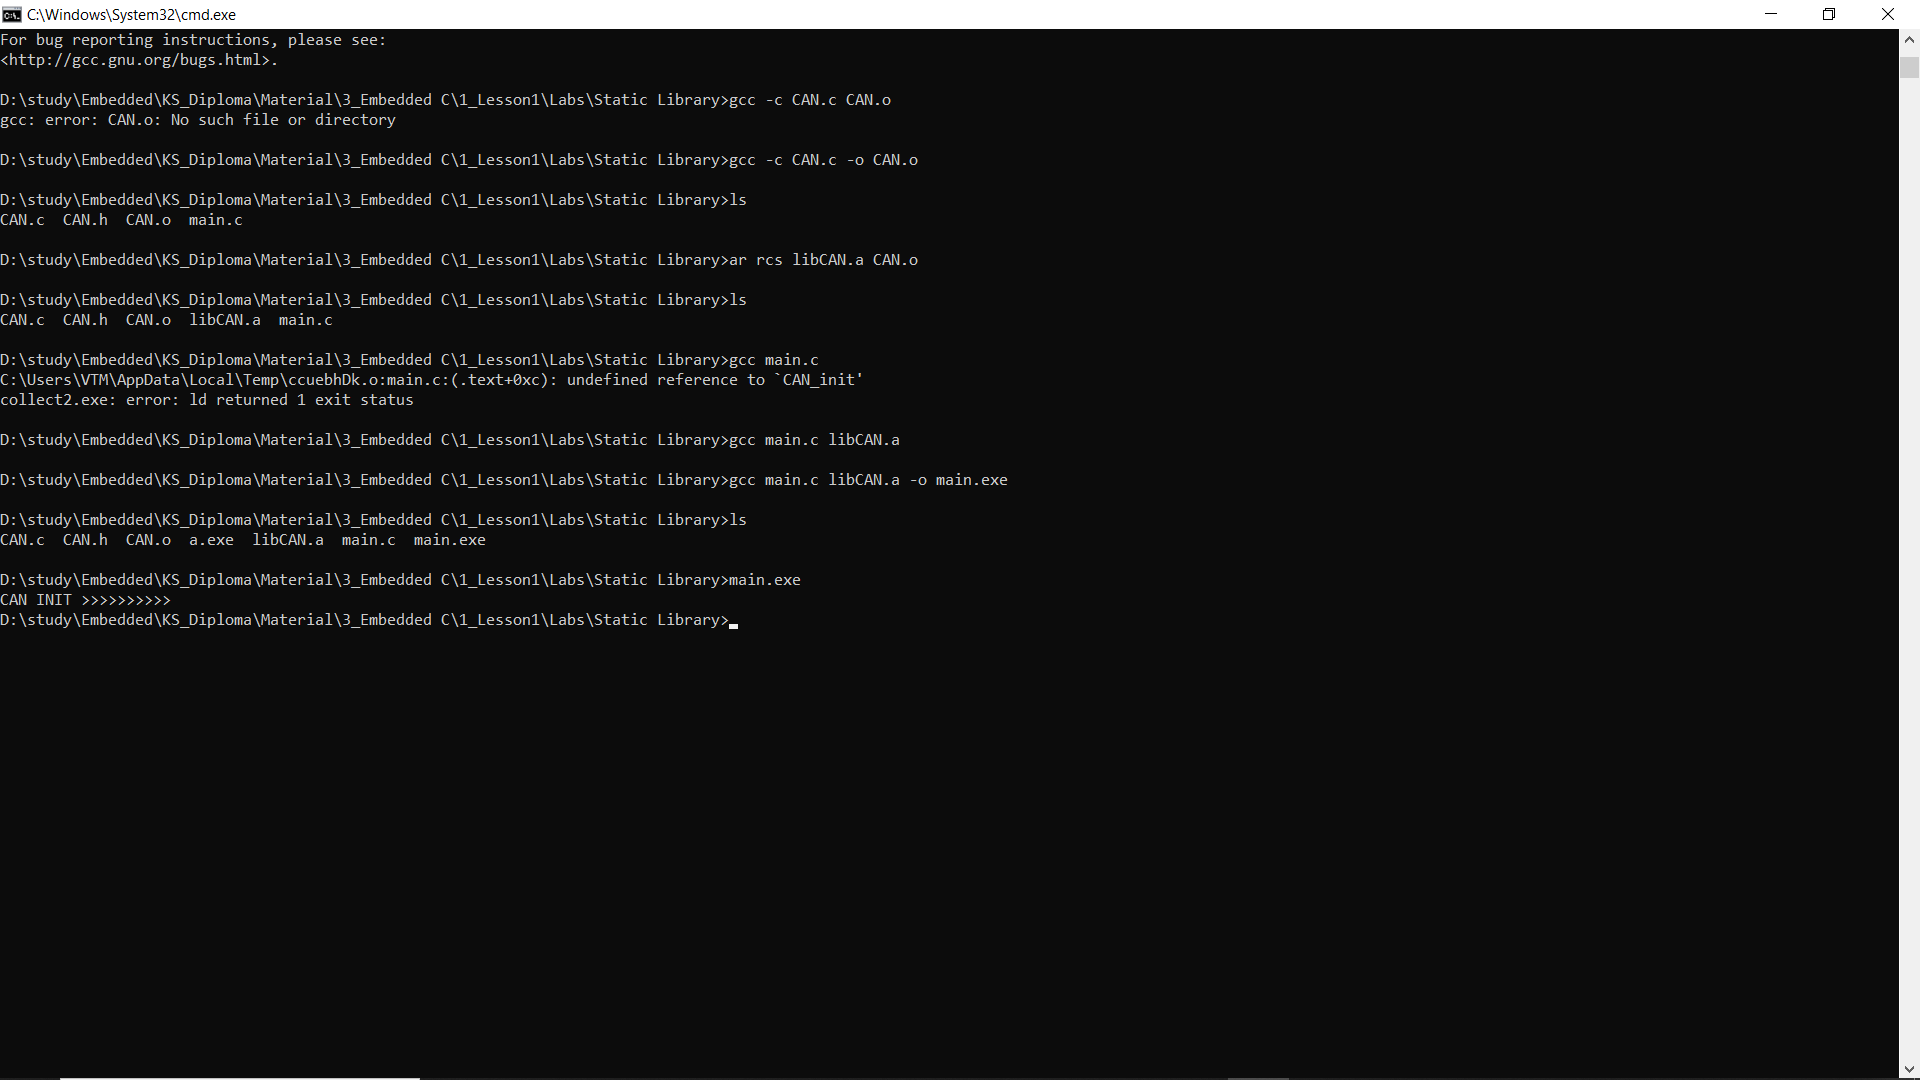 C:\Windows\System32\cmd.exe
For bug reporting instructions, please see:
<http://gcc.gnu.org/bugs.html>.
D:\study\Embedded\KS_Diploma\Material\3_Embedded C\1_Lesson1\Labs\Static Library>gcc -c CAN.c CAN.o
gcc: error: CAN.o: No such file or directory
D:\study\Embedded\KS_Diploma\Material\3_Embedded C\1_Lesson1\Labs\Static Library>gcc -c CAN.c -o CAN.o
D:\study\Embedded\KS_Diploma\Material\3_Embedded C\1_Lesson1\Labs\Static Library>ls
CAN.c  CAN.h  CAN.o  main.c
D:\study\Embedded\KS_Diploma\Material\3_Embedded C\1_Lesson1\Labs\Static Library>ar rcs libCAN.a CAN.o
D:\study\Embedded\KS_Diploma\Material\3_Embedded C\1_Lesson1\Labs\Static Library>ls
CAN.c  CAN.h  CAN.o  libCAN.a  main.c
D:\study\Embedded\KS_Diploma\Material\3_Embedded C\1_Lesson1\Labs\Static Library>gcc main.c
C:\Users\VTM\AppData\Local\Temp\ccuebhDk.o:main.c:(.text+0xc): undefined reference to `CAN_init'
collect2.exe: error: ld returned 1 exit status
D:\study\Embedded\KS_Diploma\Material\3_Embedded C\1_Lesson1\Labs\Static Library>gcc main.c libCAN.a
D:\study\Embedded\KS_Diploma\Material\3_Embedded C\1_Lesson1\Labs\Static Library>gcc main.c libCAN.a -o main.exe
D:\study\Embedded\KS_Diploma\Material\3_Embedded C\1_Lesson1\Labs\Static Library>ls
CAN.c  CAN.h  CAN.o  a.exe  libCAN.a  main.c  main.exe
D:\study\Embedded\KS_Diploma\Material\3_Embedded C\1_Lesson1\Labs\Static Library>main.exe
CAN INIT >>>>>>>>>>
D:\study\Embedded\KS_Diploma\Material\3_Embedded C\1_Lesson1\Labs\Static Library>